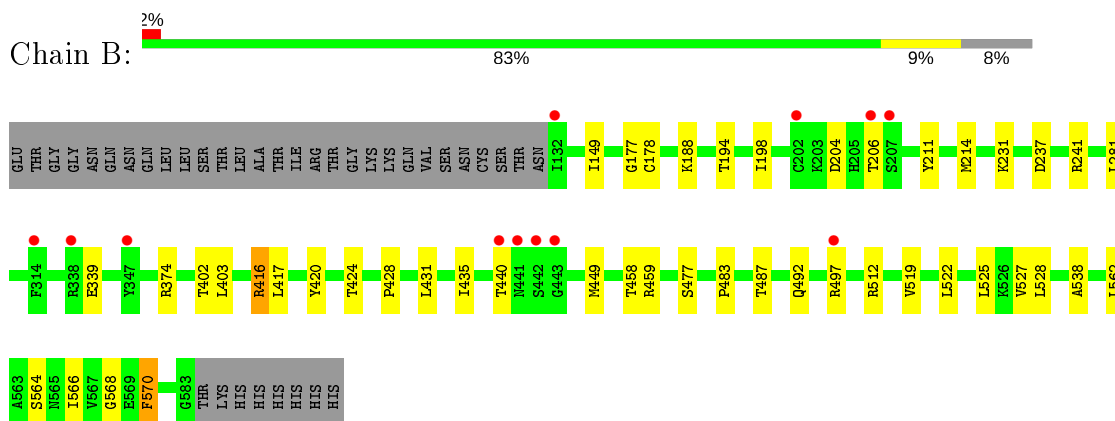 2%
Chain B:
83%
9%
8%
GLU THR GLY GLY ASN GLN ASN GLN LEU LEU SER THR LEU ALA THR ILE ARG THR GLY LYS LYS GLN VAL SER ASN CYS SER THR ASN I132 I149 G177 C178 K188 T194 I198 C202 K203 D204 H205 T206 S207 Y211 M214 K231 D237 R241
F314 R338 E339 Y347 R374 T402 L403 R416 L417 Y420 T424 P428 L431 I435 T440 N441 S442 G443 M449 T458 R459 S477 P483 T487 Q492 R497 R512 V519 L522 L525 K526 V527 L528 A538 L562
A563 S564 N565 I566 V567 G568 E569 F570 G583 THR LYS HIS HIS HIS HIS HIS HIS